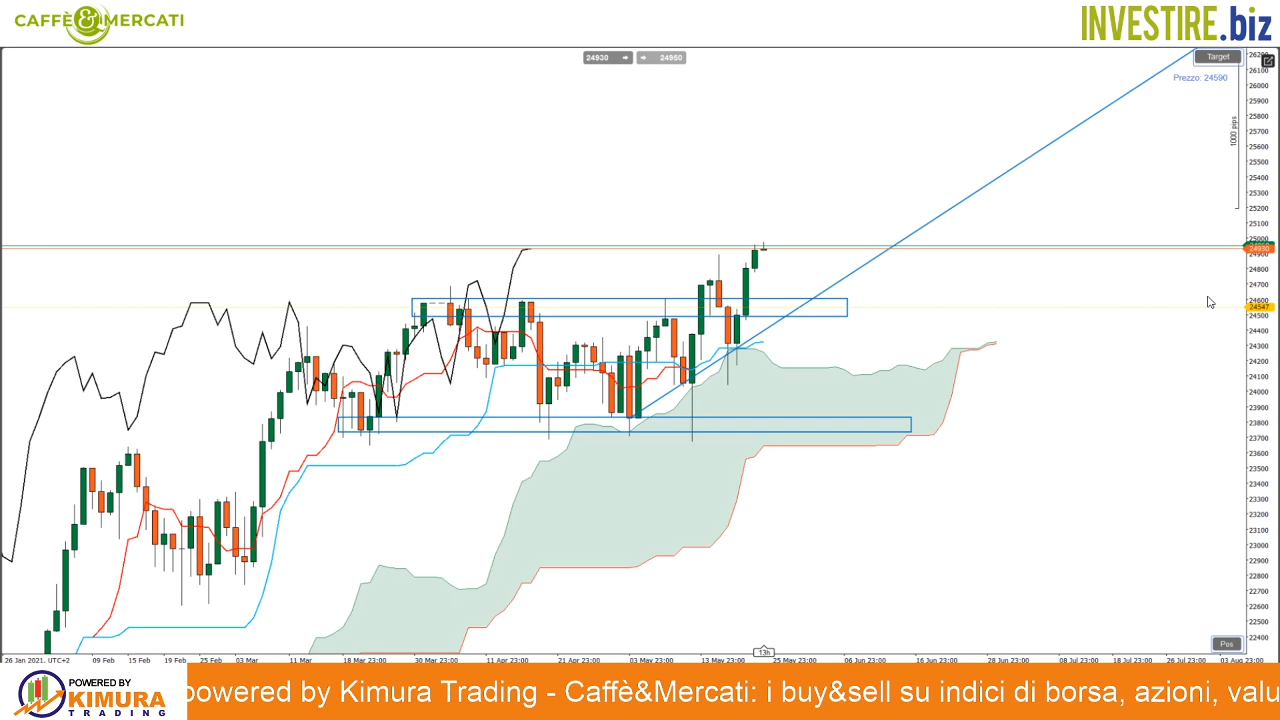 CAFFÈ&MERCATI
INVESTIRE.biz
24930
24950
Target
Prezzo: 24590
1000 pips
26200
26100
26000
25900
25800
25700
25600
25500
25400
25300
25200
25100
25000
24930
24900
24800
24700
24600
24547
24500
24400
24300
24200
24100
24000
23900
23800
23700
23600
23500
23400
23300
23200
23100
23000
22900
22800
22700
22600
22500
22400
Pos
13h
26 Jan 2021, UTC+2
09 Feb
15 Feb
19 Feb
25 Feb
03 Mar
11 Mar
18 Mar 23:00
30 Mar 23:00
11 Apr 23:00
21 Apr 23:00
03 May 23:00
13 May 23:00
25 May 23:00
06 Jun 23:00
16 Jun 23:00
28 Jun 23:00
08 Jul 23:00
18 Jul 23:00
26 Jul 23:00
03 Aug 23:00
POWERED BY
KIMURA
TRADING
powered by Kimura Trading - Caffè&Mercati: i buy&sell su indici di borsa, azioni, valu